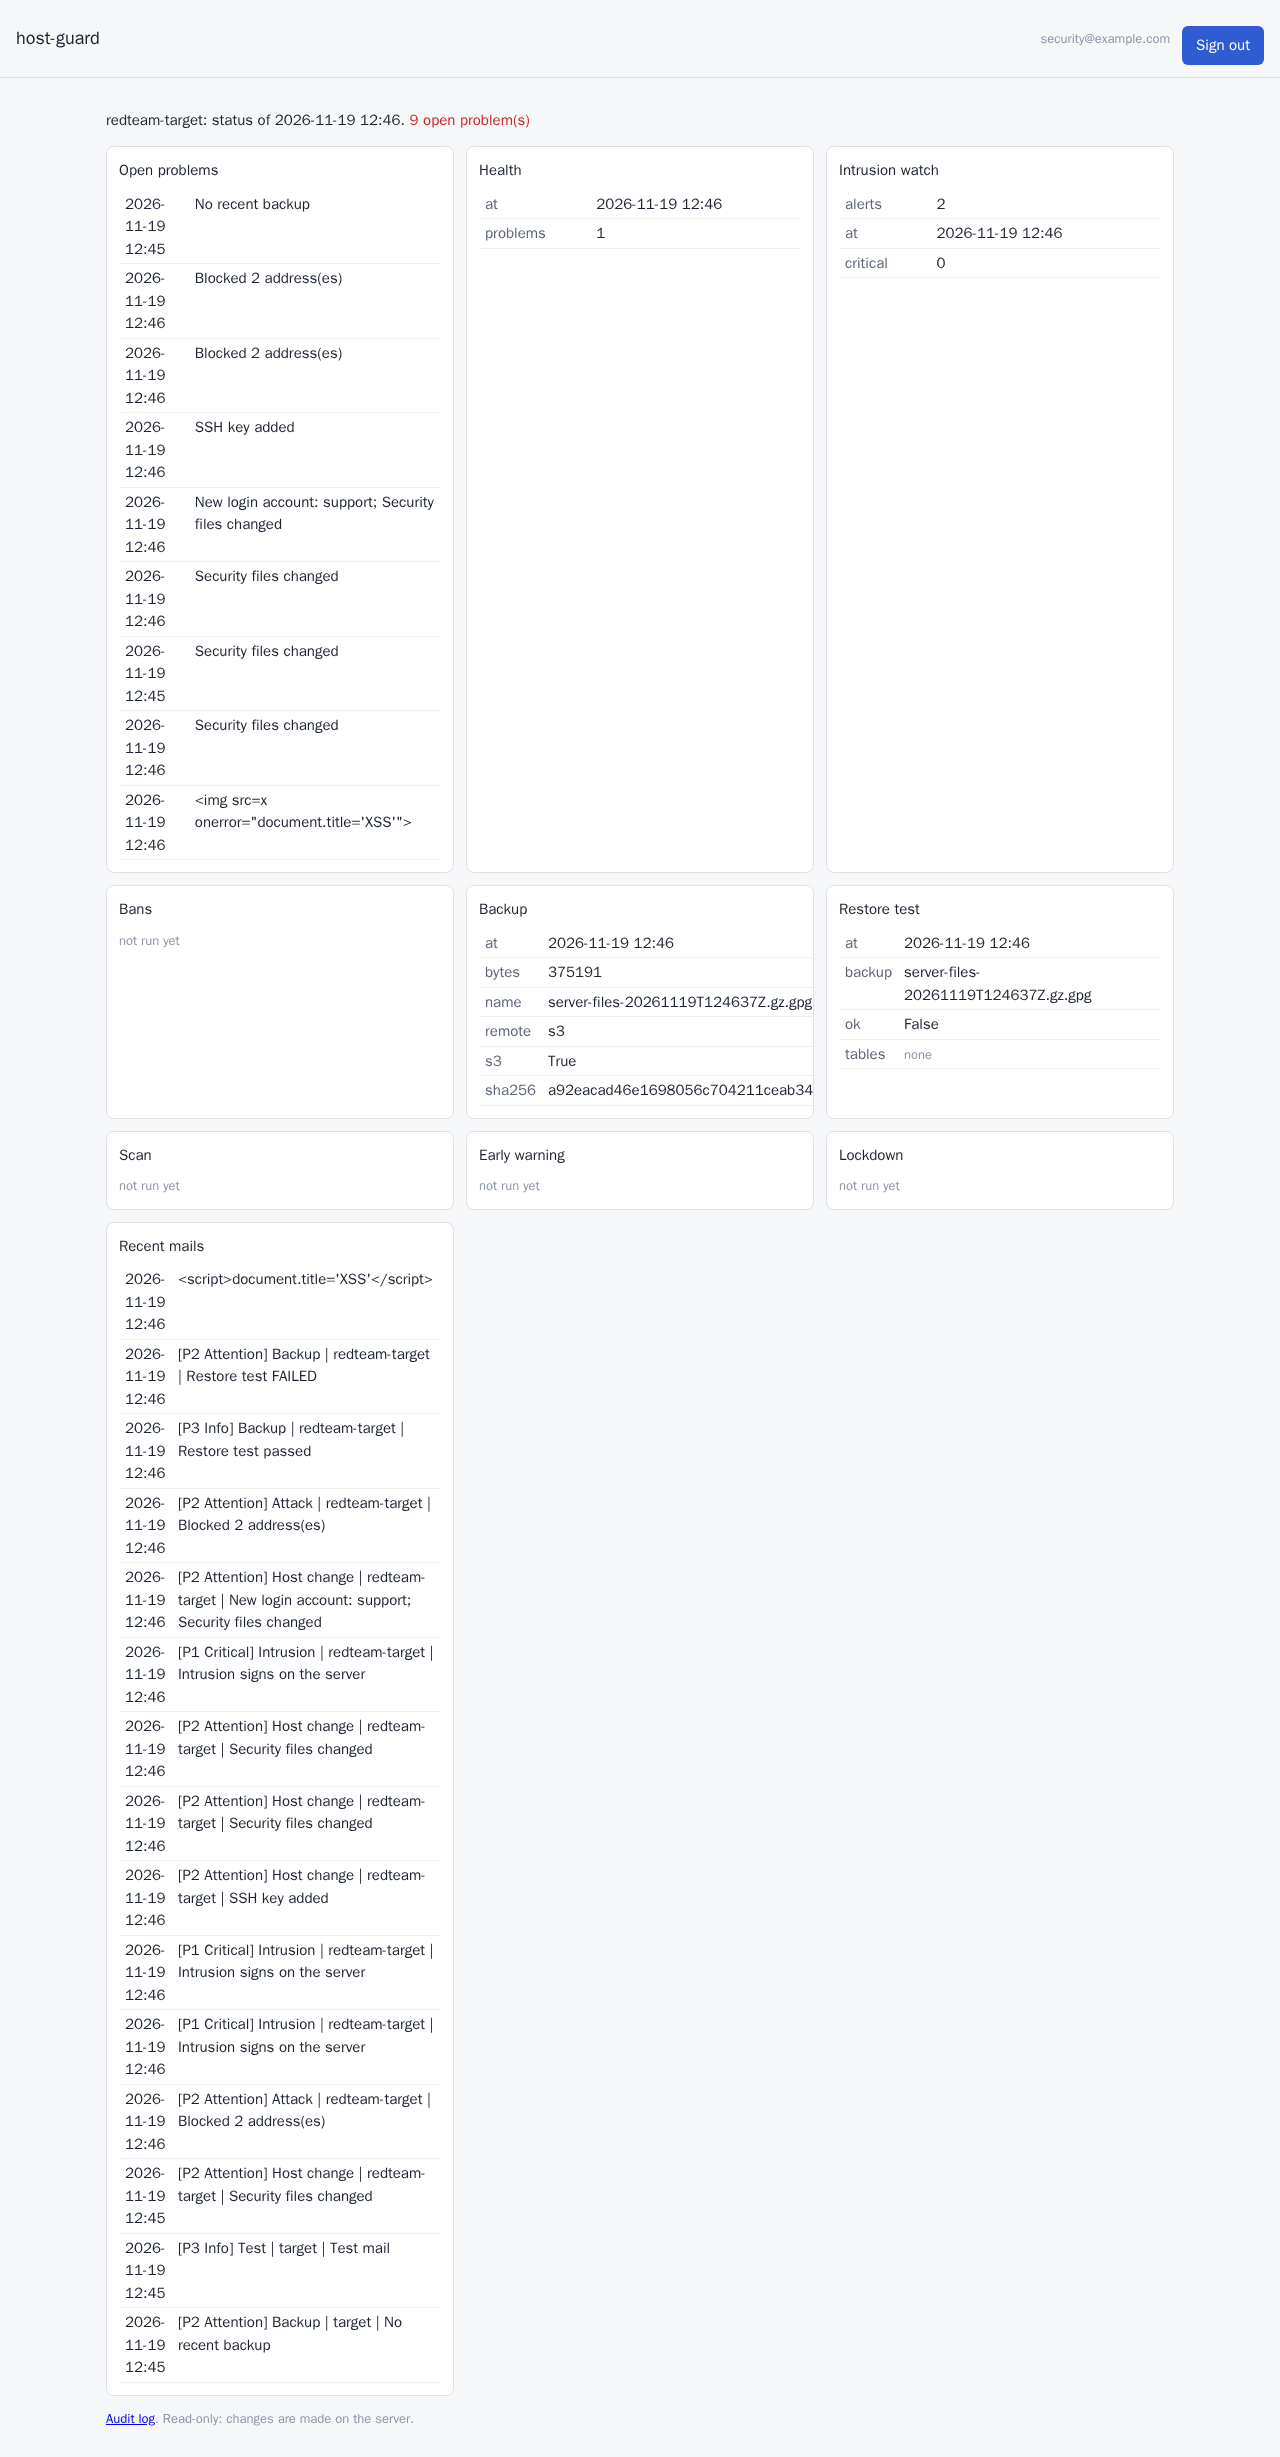 host-guard
security@example.com
Sign out
redteam-target: status of 2026-11-19 12:46. 9 open problem(s)
Open problems
2026-
11-19
12:45
No recent backup
2026-
11-19
12:46
Blocked 2 address(es)
2026-
11-19
12:46
Blocked 2 address(es)
2026-
11-19
12:46
SSH key added
2026-
11-19
12:46
New login account: support; Security
files changed
2026-
11-19
12:46
Security files changed
2026-
11-19
12:45
Security files changed
2026-
11-19
12:46
Security files changed
2026-
11-19
12:46
<img src=x
onerror="document.title='XSS'">
Health
at 2026-11-19 12:46
problems 1
Intrusion watch
alerts 2
at 2026-11-19 12:46
critical 0
Bans
not run yet
Backup
at 2026-11-19 12:46
bytes 375191
name server-files-20261119T124637Z.gz.gpg
remote s3
s3 True
sha256 a92eacad46e1698056c704211ceab34
Restore test
at 2026-11-19 12:46
backup server-files-
20261119T124637Z.gz.gpg
ok False
tables none
Scan
not run yet
Early warning
not run yet
Lockdown
not run yet
Recent mails
2026-
11-19
12:46
<script>document.title='XSS'</script>
2026-
11-19
12:46
[P2 Attention] Backup | redteam-target
| Restore test FAILED
2026-
11-19
12:46
[P3 Info] Backup | redteam-target |
Restore test passed
2026-
11-19
12:46
[P2 Attention] Attack | redteam-target |
Blocked 2 address(es)
2026-
11-19
12:46
[P2 Attention] Host change | redteam-
target | New login account: support;
Security files changed
2026-
11-19
12:46
[P1 Critical] Intrusion | redteam-target |
Intrusion signs on the server
2026-
11-19
12:46
[P2 Attention] Host change | redteam-
target | Security files changed
2026-
11-19
12:46
[P2 Attention] Host change | redteam-
target | Security files changed
2026-
11-19
12:46
[P2 Attention] Host change | redteam-
target | SSH key added
2026-
11-19
12:46
[P1 Critical] Intrusion | redteam-target |
Intrusion signs on the server
2026-
11-19
12:46
[P1 Critical] Intrusion | redteam-target |
Intrusion signs on the server
2026-
11-19
12:46
[P2 Attention] Attack | redteam-target |
Blocked 2 address(es)
2026-
11-19
12:45
[P2 Attention] Host change | redteam-
target | Security files changed
2026-
11-19
12:45
[P3 Info] Test | target | Test mail
2026-
11-19
12:45
[P2 Attention] Backup | target | No
recent backup
Audit log. Read-only: changes are made on the server.